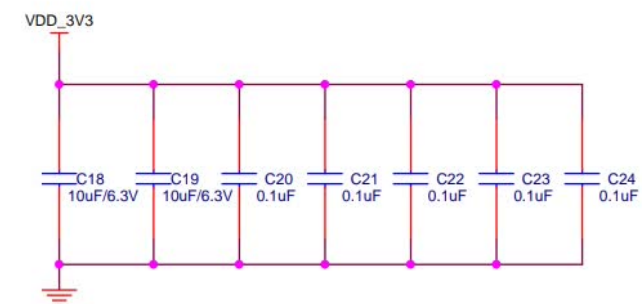 VDD_3V3
C18
10uF/6.3V
C19
10uF/6.3V
C20
0.1uF
C21
0.1uF
C22
0.1uF
C23
0.1uF
C24
0.1uF